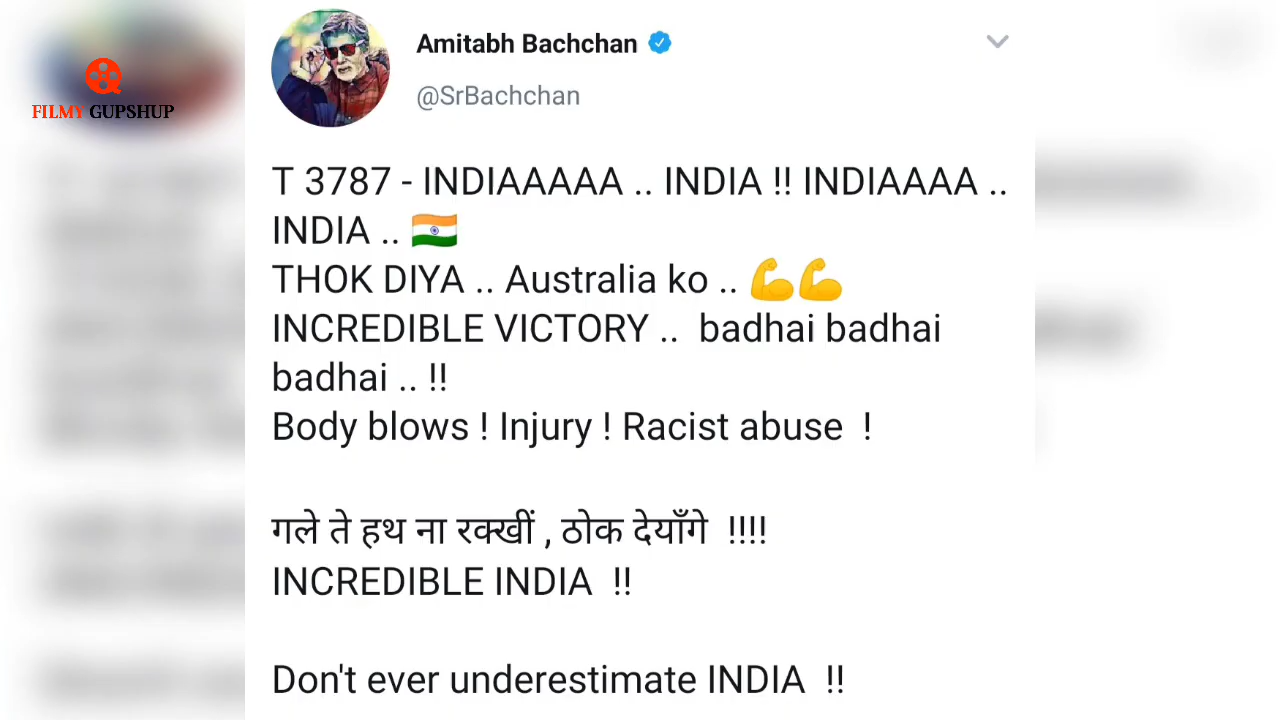 FILMY GUPSHUP
Amitabh Bachchan
@SrBachchan
T 3787 - INDIAAAAA .. INDIA !! INDIAAAA ..
INDIA .. 🇮🇳
THOK DIYA .. Australia ko .. 💪💪
INCREDIBLE VICTORY .. badhai badhai
badhai .. !!
Body blows ! Injury ! Racist abuse !
गले ते हथ ना रक्खीं , ठोक देयाँगे !!!!
INCREDIBLE INDIA !!
Don't ever underestimate INDIA !!